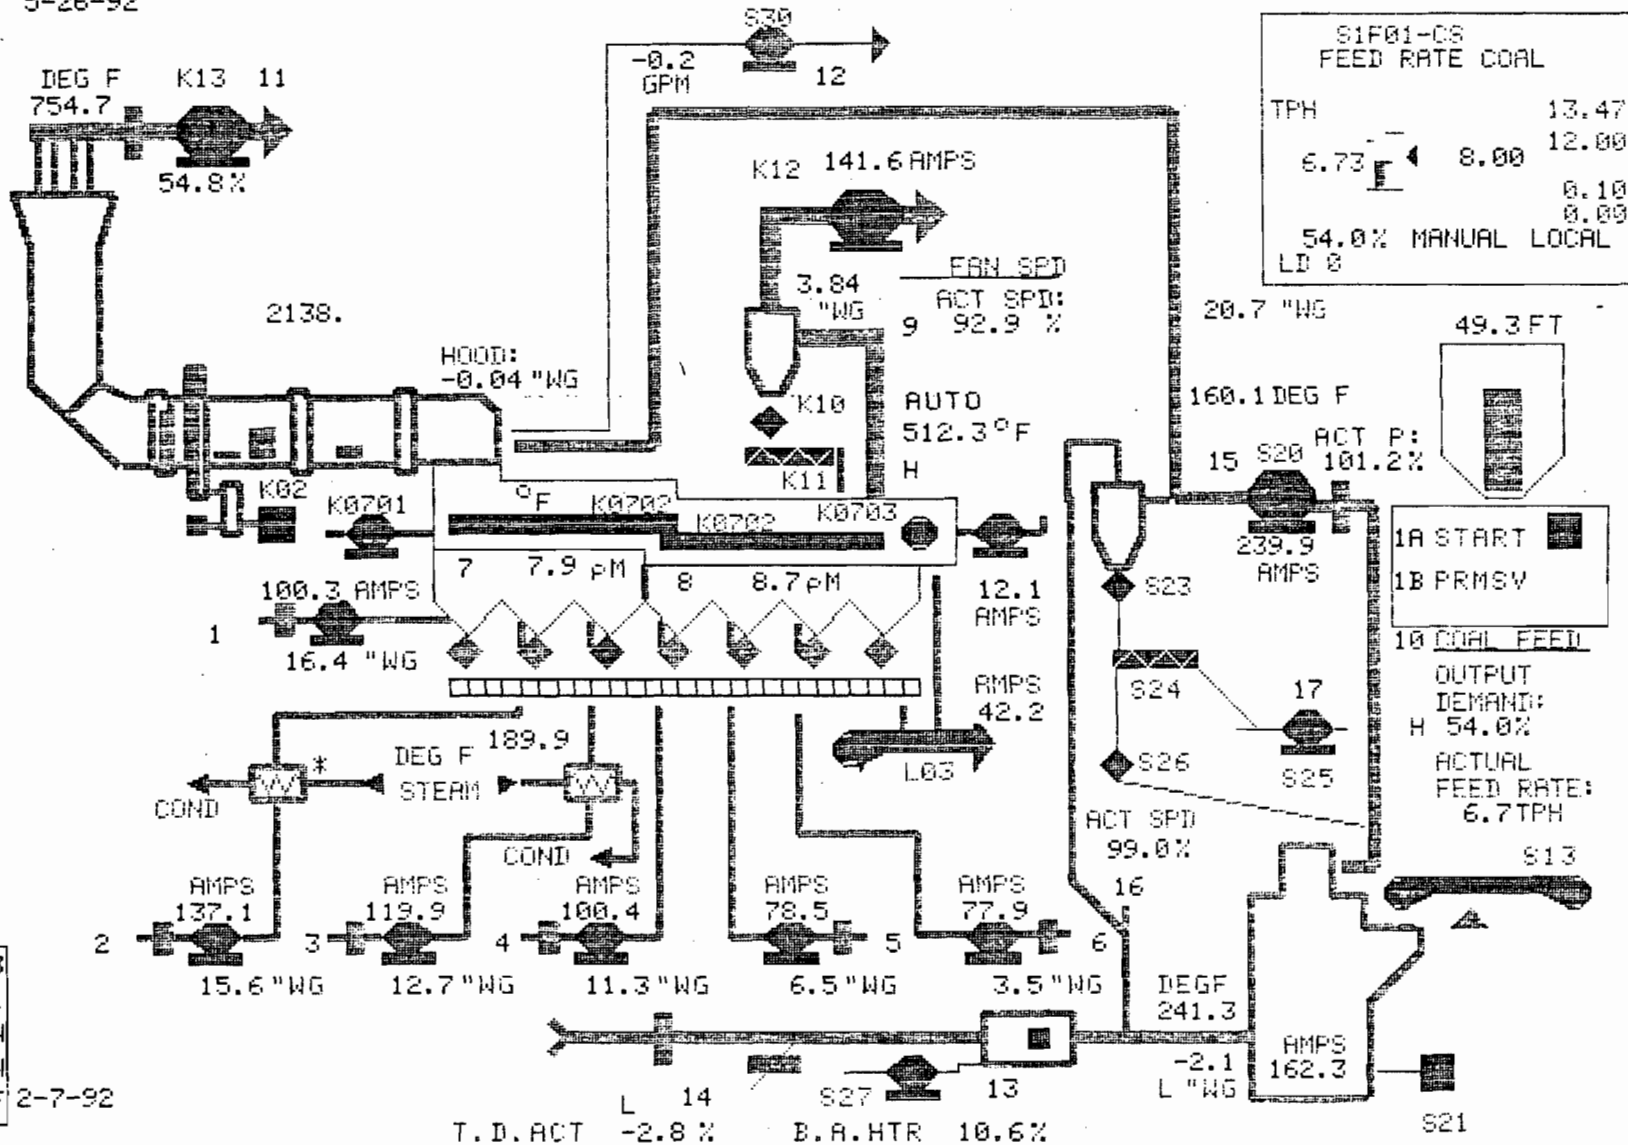 5-26-92
S30
-0.2
GPM
12
DEG F
754.7
K13
11
54.8%
S1F01-CS
FEED RATE COAL
TPH
13.47
12.00
6.73
8.00
0.10
0.00
54.0% MANUAL LOCAL
LD 0
K12
141.6 AMPS
2138.
3.84
"WG
FAN SPD
ACT SPD:
92.9 %
9
20.7 "WG
49.3 FT
HOOD:
-0.04 "WG
K10
AUTO
512.3°F
H
K11
160.1 DEG F
ACT P:
101.2%
15
S20
239.9
AMPS
K02
K0701
°F
K0702
K0702
K0703
7
7.9 pM
8
8.7 pM
12.1
AMPS
1A START
1B PRMSV
10 COAL FEED
OUTPUT
DEMAND:
H 54.0%
ACTUAL
FEED RATE:
6.7 TPH
100.3 AMPS
1
16.4 "WG
S23
S24
17
S25
S26
AMPS
42.2
L03
189.9
DEG F
STEAM
*
COND
COND
ACT SPD
99.0%
16
S13
AMPS
137.1
2
15.6 "WG
AMPS
119.9
3
12.7 "WG
AMPS
100.4
4
11.3 "WG
AMPS
78.5
5
6.5 "WG
AMPS
77.9
6
3.5 "WG
DEGF
241.3
-2.1
L "WG
AMPS
162.3
S21
2-7-92
L
14
S27
13
T.D.ACT -2.8 % B.A.HTR 10.6%